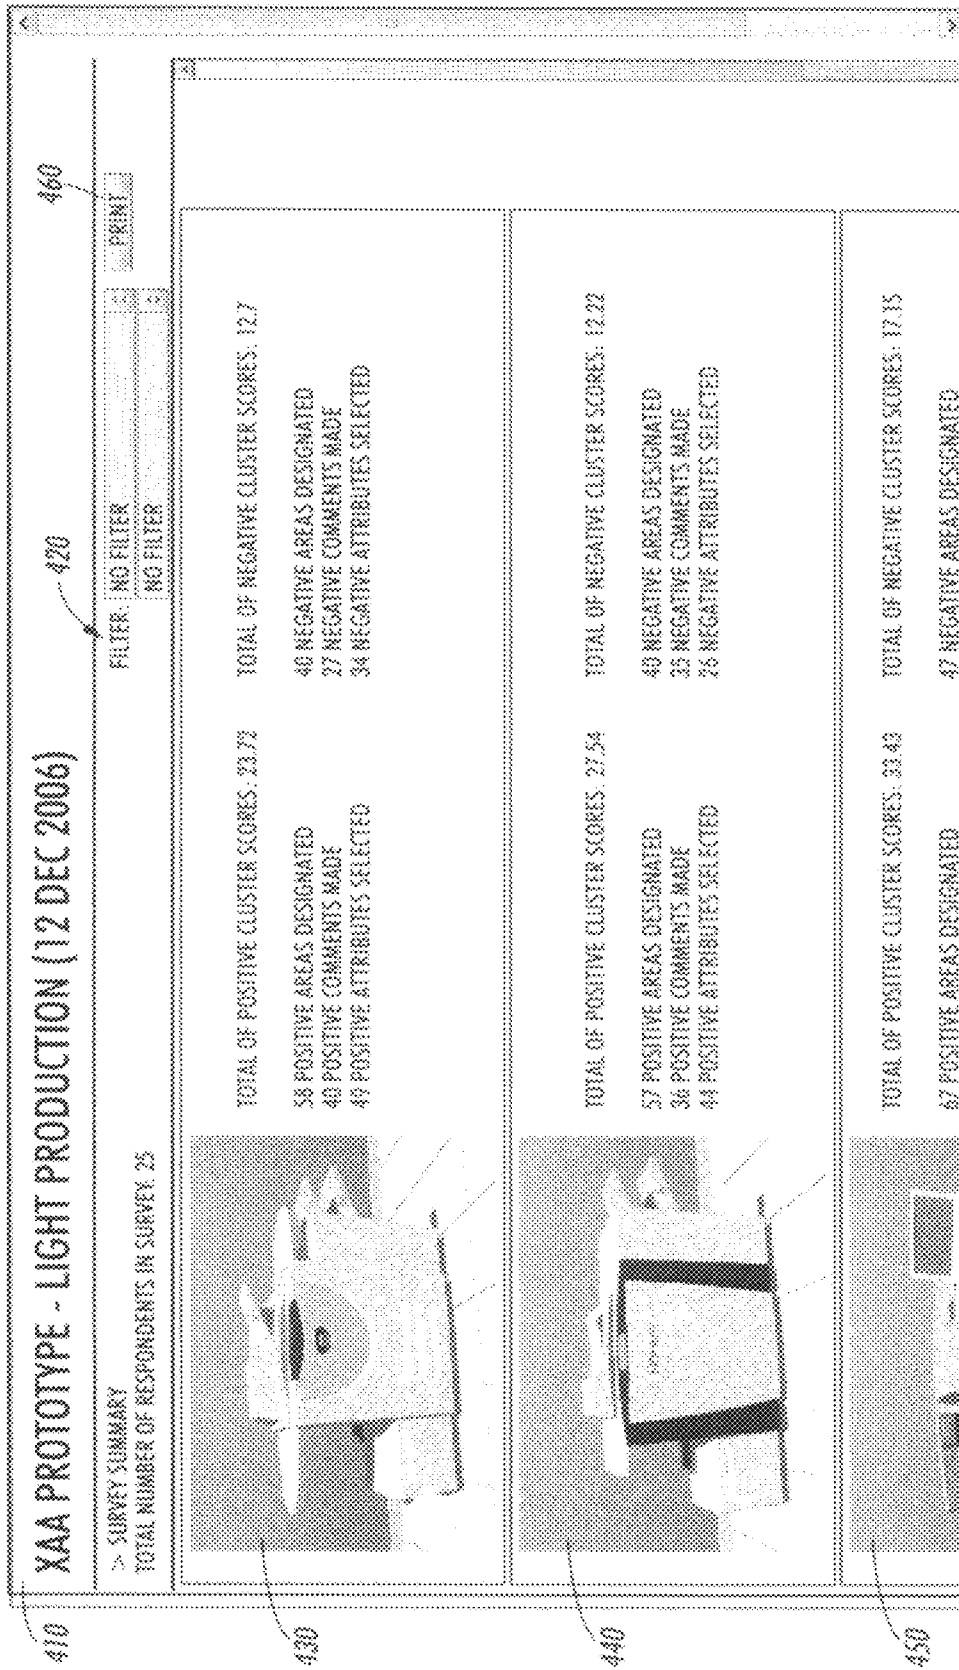 410
XAA PROTOTYPE - LIGHT PRODUCTION (12 DEC 2006)
> SURVEY SUMMARY
TOTAL NUMBER OF RESPONDENTS IN SURVEY: 25
420
FILTER: NO FILTER
NO FILTER
460
PRINT
430
TOTAL OF POSITIVE CLUSTER SCORES: 23.72
58 POSITIVE AREAS DESIGNATED
40 POSITIVE COMMENTS MADE
49 POSITIVE ATTRIBUTES SELECTED
TOTAL OF NEGATIVE CLUSTER SCORES: 12.7
40 NEGATIVE AREAS DESIGNATED
27 NEGATIVE COMMENTS MADE
34 NEGATIVE ATTRIBUTES SELECTED
440
TOTAL OF POSITIVE CLUSTER SCORES: 27.54
57 POSITIVE AREAS DESIGNATED
36 POSITIVE COMMENTS MADE
44 POSITIVE ATTRIBUTES SELECTED
TOTAL OF NEGATIVE CLUSTER SCORES: 12.22
40 NEGATIVE AREAS DESIGNATED
NEGATIVE COMMENTS MADE
26 NEGATIVE ATTRIBUTES SELECTED
450
TOTAL OF POSITIVE CLUSTER SCORES:
67 POSITIVE AREAS DESIGNATED
TOTAL OF NEGATIVE CLUSTER SCORES: 17.15
47 NEGATIVE AREAS DESIGNATED